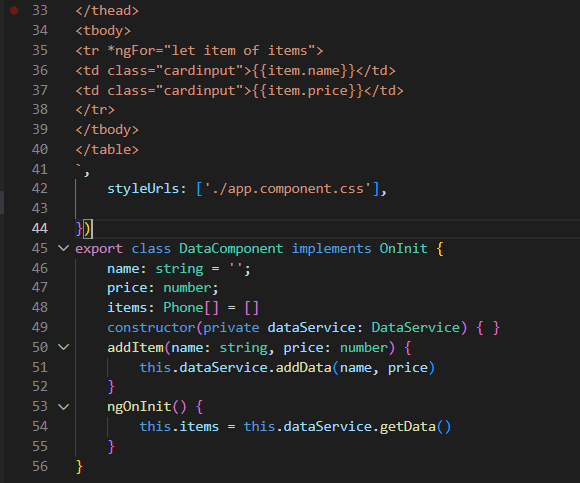 33 </thead>
34 <tbody>
35 <tr *ngFor="let item of items">
36 <td class="cardinput">{{item.name}}</td>
37 <td class="cardinput">{{item.price}}</td>
38 </tr>
39 </tbody>
40 </table>
41 `,
42     styleUrls: ['./app.component.css'],
43
44 })
45 export class DataComponent implements OnInit {
46     name: string = '';
47     price: number;
48     items: Phone[] = []
49     constructor(private dataService: DataService) { }
50     addItem(name: string, price: number) {
51         this.dataService.addData(name, price)
52     }
53     ngOnInit() {
54         this.items = this.dataService.getData()
55     }
56 }